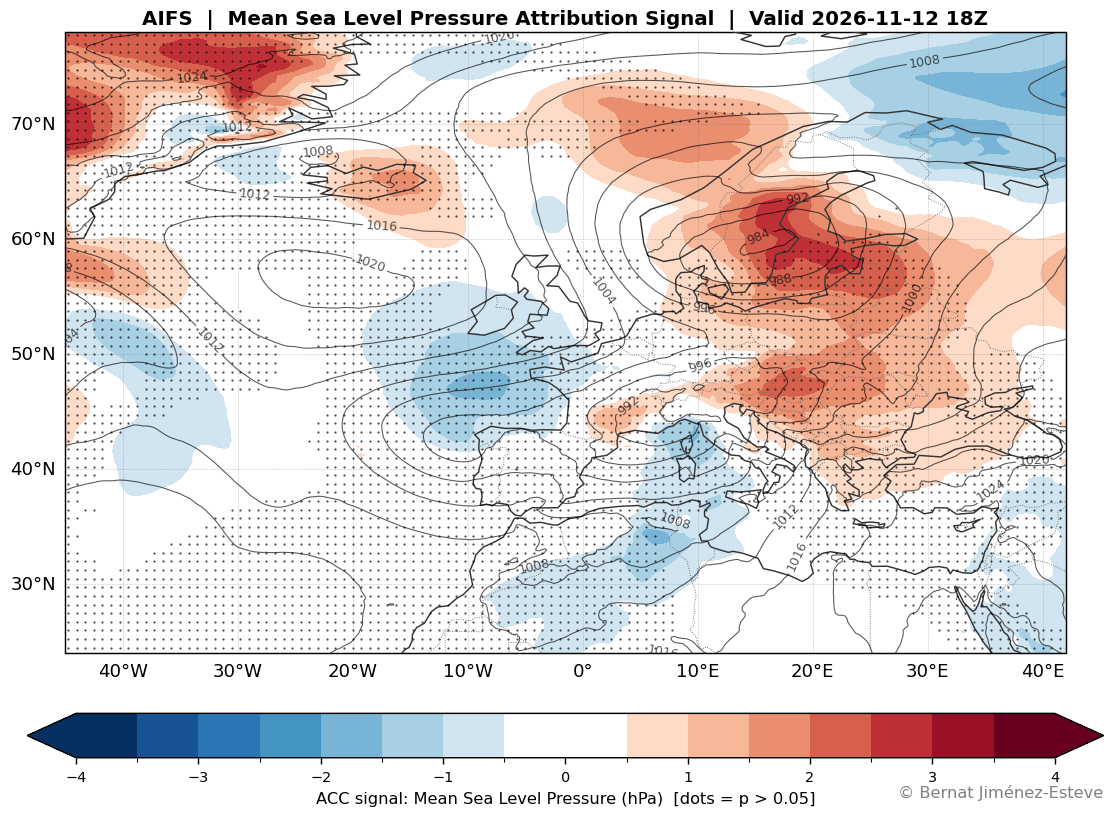 AIFS | Mean Sea Level Pressure Attribution Signal | Valid 2026-11-12 18Z
1020
1008
1024
70°N
1012
1008
1012
1012
992
1016
60°N
984
1020
988
1000
1004
996
1012
50°N
996
992
40°N
1020
1024
1008
1012
1008
1016
30°N
1016
40°W 30°W 20°W 10°W 0° 10°E 20°E 30°E 40°E
−4 −3 −2 −1 0 1 2 3 4
ACC signal: Mean Sea Level Pressure (hPa) [dots = p > 0.05]
© Bernat Jiménez-Esteve